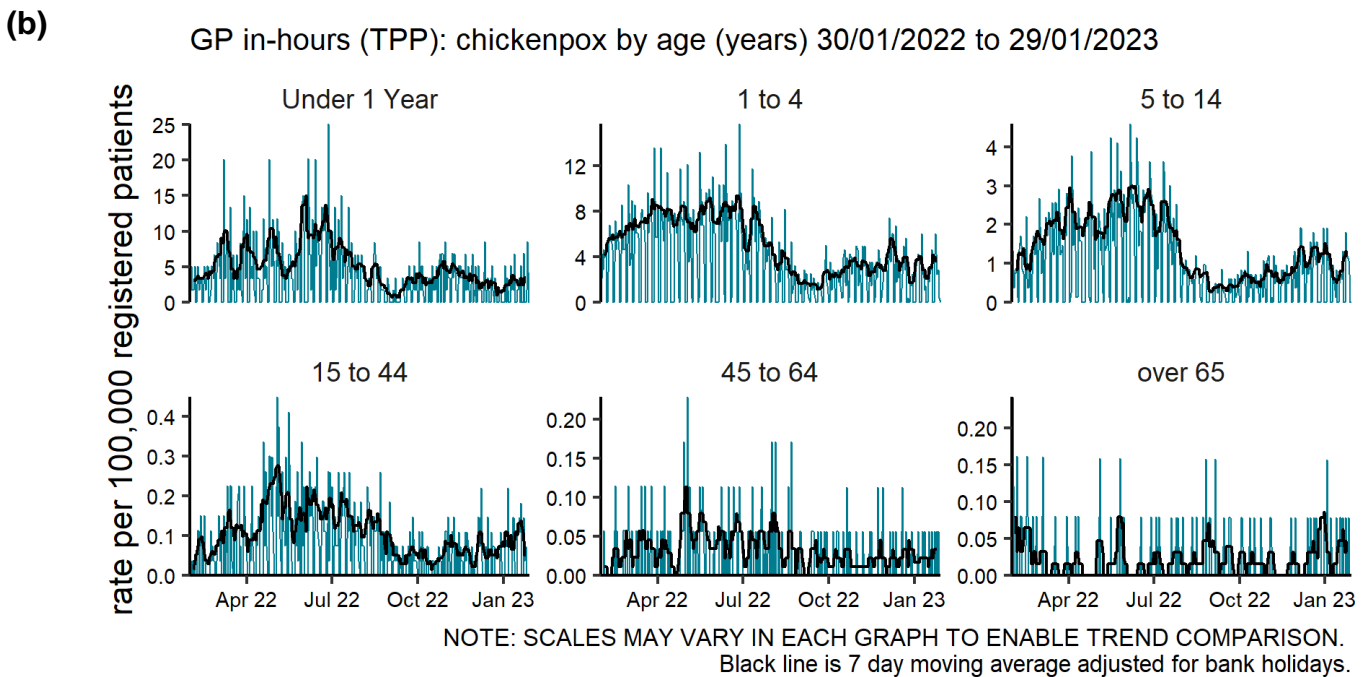 (b)
GP in-hours (TPP): chickenpox by age (years) 30/01/2022 to 29/01/2023
rate per 100,000 registered patients
Under 1 Year
25
20
15
10
5
0
1 to 4
12
8
4
0
5 to 14
4
3
2
1
0
15 to 44
0.4
0.3
0.2
0.1
0.0
Apr 22 Jul 22 Oct 22 Jan 23
45 to 64
0.20
0.15
0.10
0.05
0.00
Apr 22 Jul 22 Oct 22 Jan 23
over 65
0.20
0.15
0.10
0.05
0.00
Apr 22 Jul 22 Oct 22 Jan 23
NOTE: SCALES MAY VARY IN EACH GRAPH TO ENABLE TREND COMPARISON.
Black line is 7 day moving average adjusted for bank holidays.